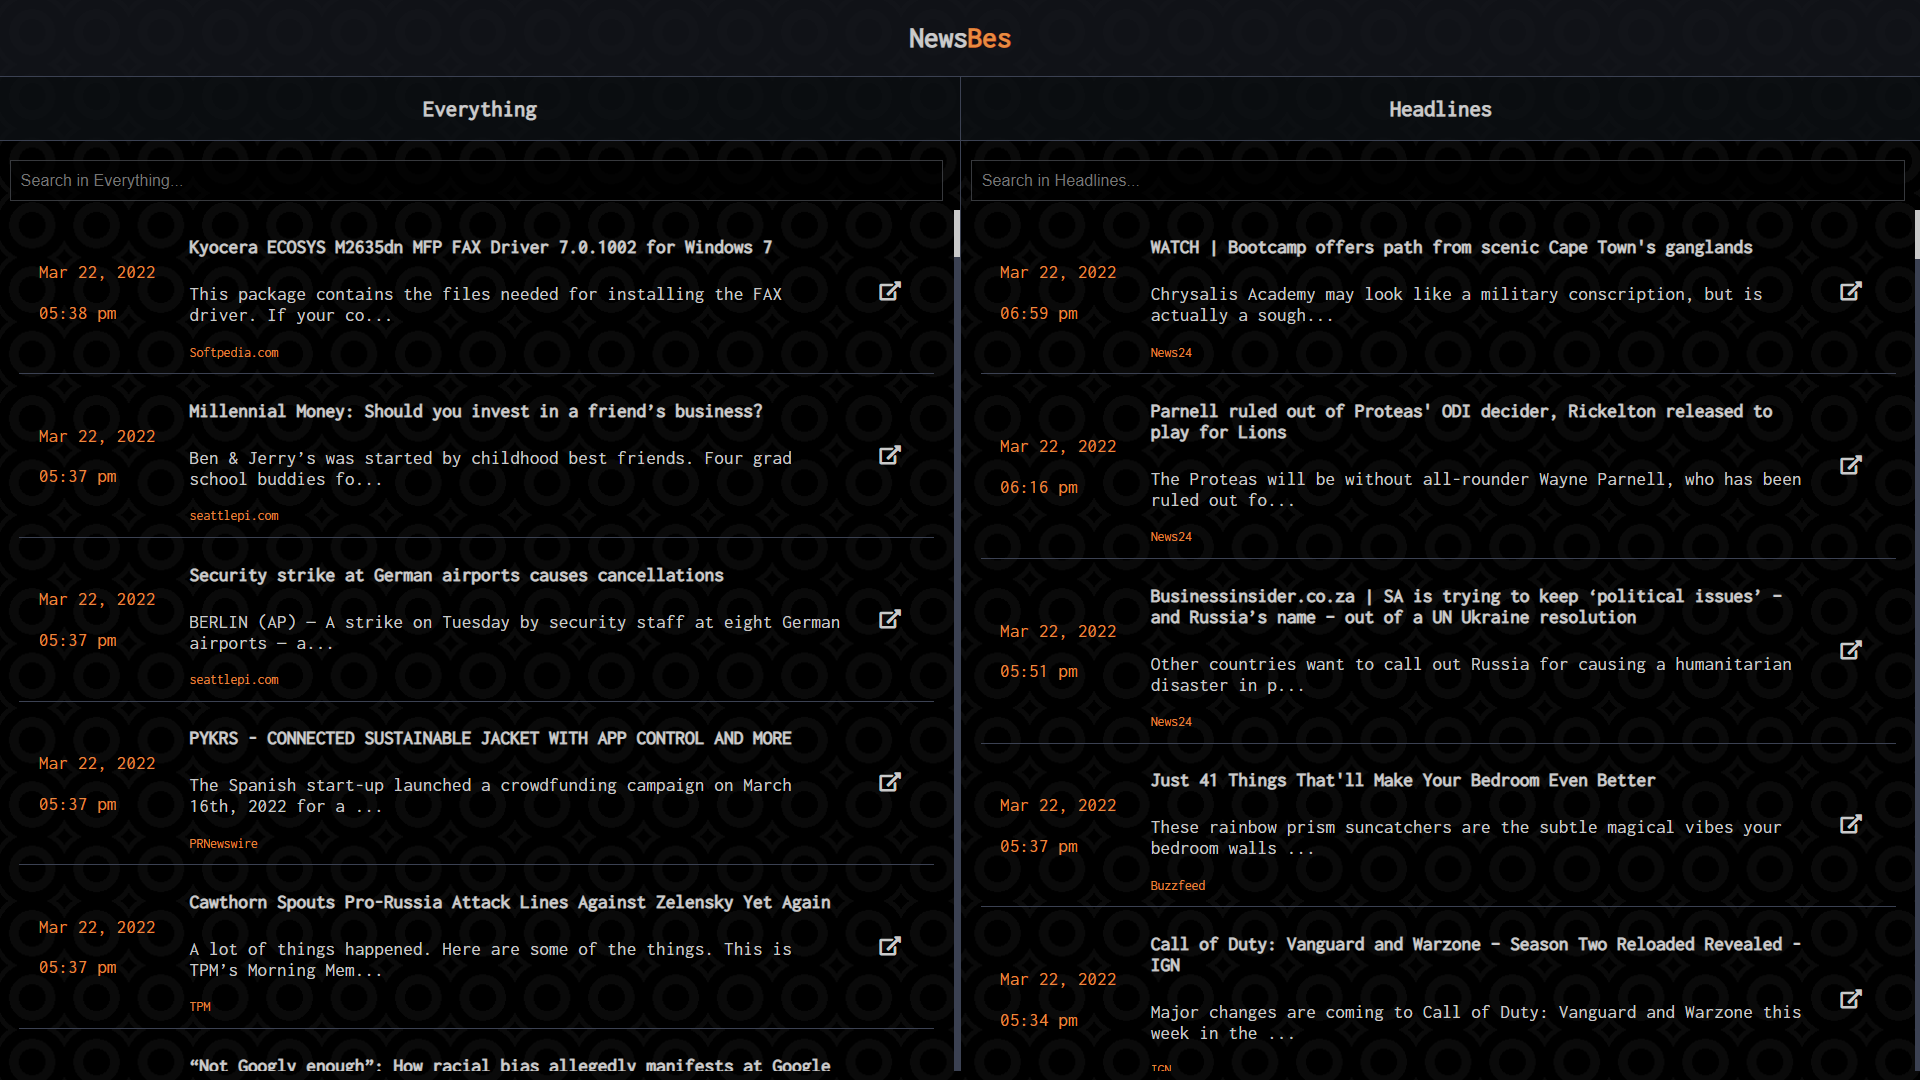 NewsBes
Everything
Search in Everything...
Mar 22, 2022
05:38 pm
Kyocera ECOSYS M2635dn MFP FAX Driver 7.0.1002 for Windows 7
This package contains the files needed for installing the FAX
driver. If your co...
Softpedia.com
Mar 22, 2022
05:37 pm
Millennial Money: Should you invest in a friend’s business?
Ben & Jerry’s was started by childhood best friends. Four grad
school buddies fo...
seattlepi.com
Mar 22, 2022
05:37 pm
Security strike at German airports causes cancellations
BERLIN (AP) — A strike on Tuesday by security staff at eight German
airports — a...
seattlepi.com
Mar 22, 2022
05:37 pm
PYKRS - CONNECTED SUSTAINABLE JACKET WITH APP CONTROL AND MORE
The Spanish start-up launched a crowdfunding campaign on March
16th, 2022 for a ...
PRNewswire
Mar 22, 2022
05:37 pm
Cawthorn Spouts Pro-Russia Attack Lines Against Zelensky Yet Again
A lot of things happened. Here are some of the things. This is
TPM’s Morning Mem...
TPM
“Not Googly enough”: How racial bias allegedly manifests at Google
Headlines
Search in Headlines...
Mar 22, 2022
06:59 pm
WATCH | Bootcamp offers path from scenic Cape Town's ganglands
Chrysalis Academy may look like a military conscription, but is
actually a sough...
News24
Mar 22, 2022
06:16 pm
Parnell ruled out of Proteas' ODI decider, Rickelton released to
play for Lions
The Proteas will be without all-rounder Wayne Parnell, who has been
ruled out fo...
News24
Mar 22, 2022
05:51 pm
Businessinsider.co.za | SA is trying to keep ‘political issues’ –
and Russia’s name – out of a UN Ukraine resolution
Other countries want to call out Russia for causing a humanitarian
disaster in p...
News24
Mar 22, 2022
05:37 pm
Just 41 Things That'll Make Your Bedroom Even Better
These rainbow prism suncatchers are the subtle magical vibes your
bedroom walls ...
Buzzfeed
Mar 22, 2022
05:34 pm
Call of Duty: Vanguard and Warzone – Season Two Reloaded Revealed -
IGN
Major changes are coming to Call of Duty: Vanguard and Warzone this
week in the ...
IGN